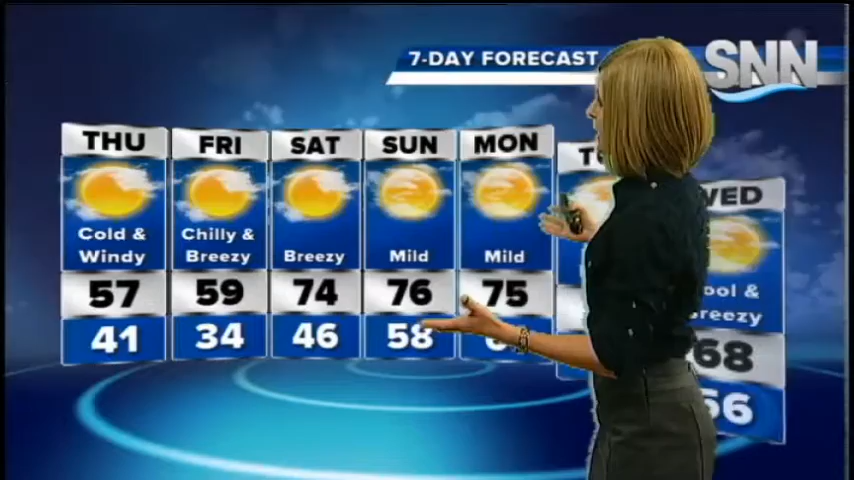 7-DAY FORECAST
SNN
THU
Cold &
Windy
57
41
FRI
Chilly &
Breezy
59
34
SAT
Breezy
74
46
SUN
Mild
76
58
MON
Mild
75
WED
Breezy
68